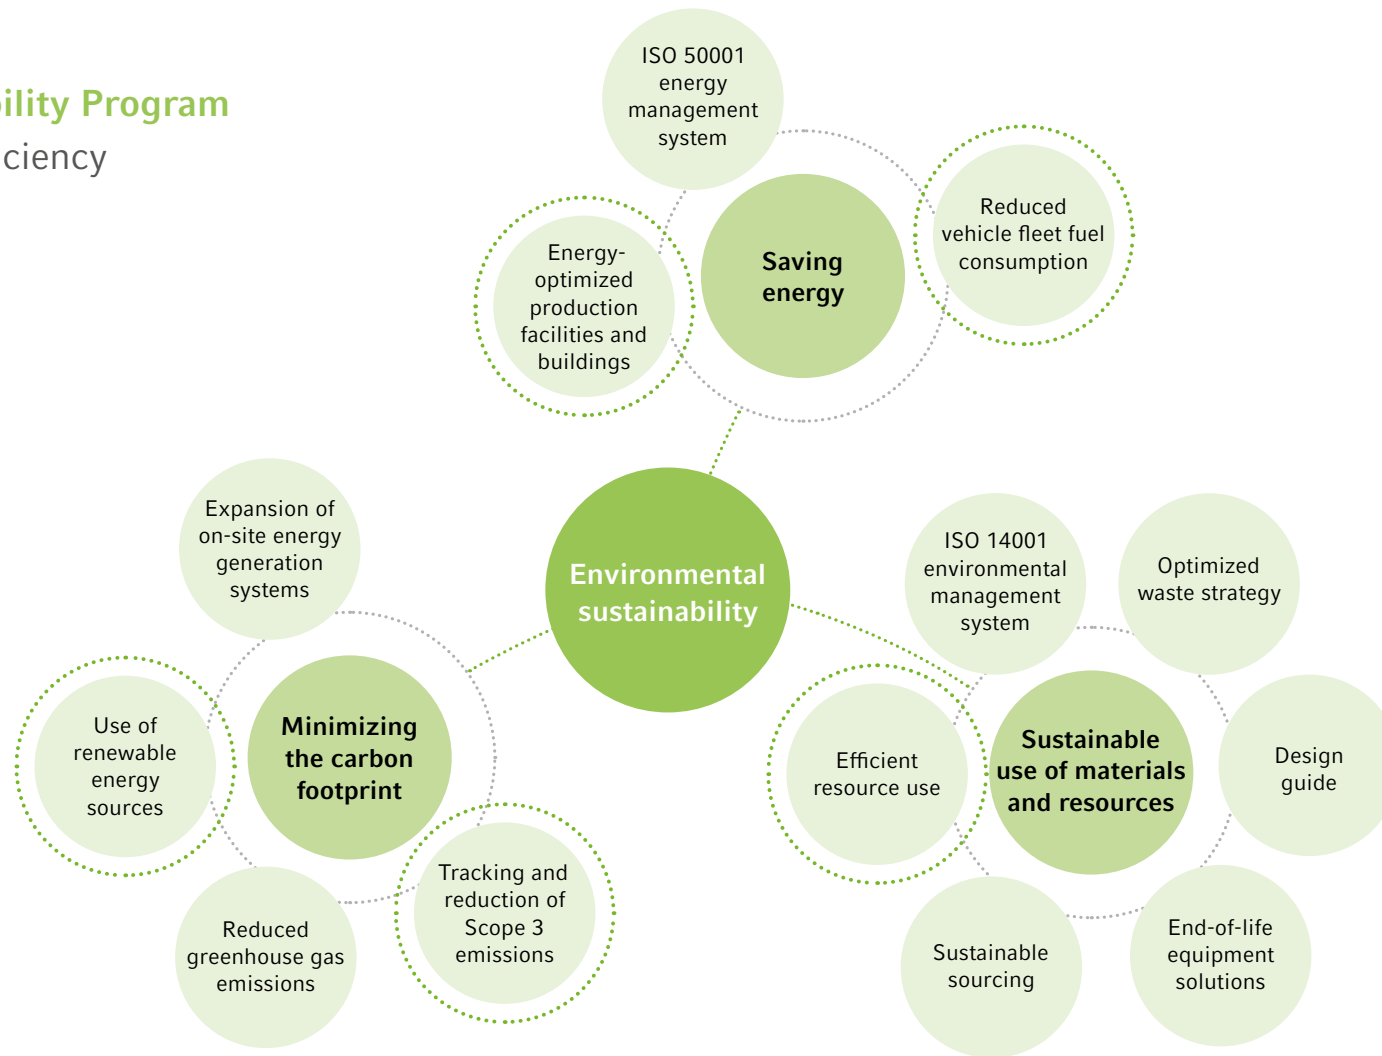 bility Program
iciency
ISO 50001
energy
management
system
Reduced
vehicle fleet fuel
consumption
Energy-
optimized
production
facilities and
buildings
Saving
energy
Environmental
sustainability
Expansion of
on-site energy
generation
systems
Use of
renewable
energy
sources
Minimizing
the carbon
footprint
Tracking and
reduction of
Scope 3
emissions
Reduced
greenhouse gas
emissions
ISO 14001
environmental
management
system
Optimized
waste strategy
Efficient
resource use
Sustainable
use of materials
and resources
Design
guide
Sustainable
sourcing
End-of-life
equipment
solutions